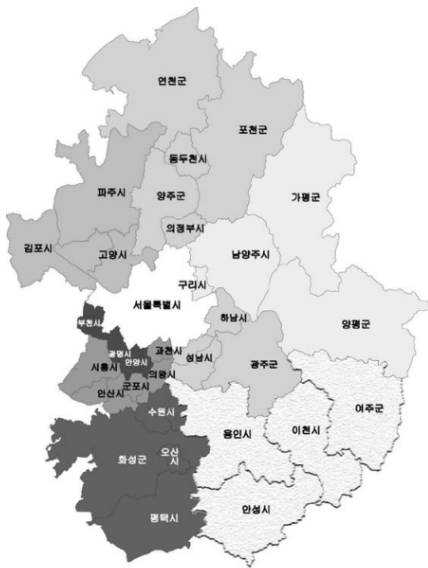 연천군
포천군
동두천시
파주시
양주군
가평군
의정부시
김포시
고양시
남양주시
구리시
서울특별시
하남시
부천시
양평군
광명시
과천시
안양시
성남시
광주군
시흥시
의왕시
군포시
안산시
수원시
여주군
이천시
용인시
오산
시
화성군
안성시
평택시